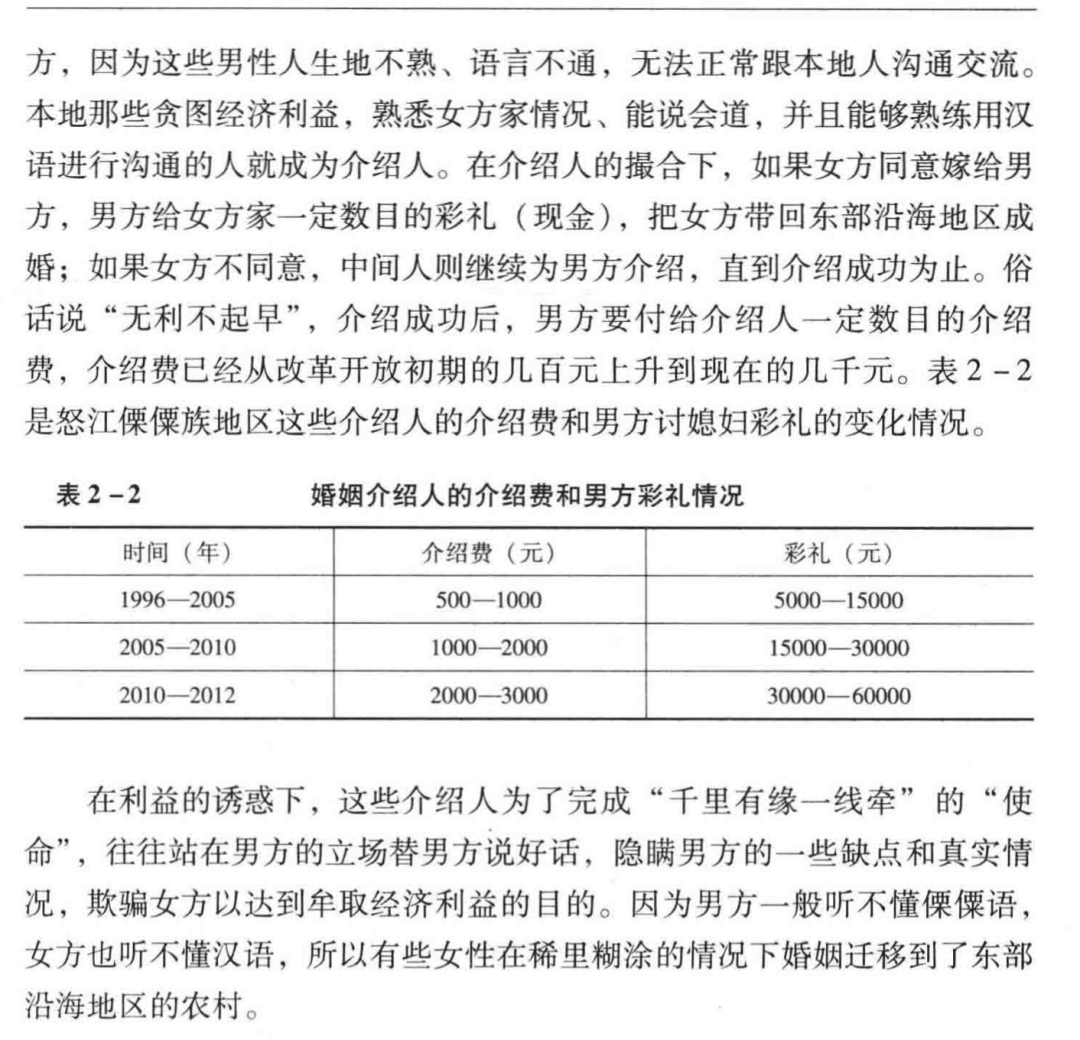 方，因为这些男性人生地不熟、语言不通，无法正常跟本地人沟通交流。
本地那些贪图经济利益，熟悉女方家情况、能说会道，并且能够熟练用汉
语进行沟通的人就成为介绍人。在介绍人的撮合下，如果女方同意嫁给男
方，男方给女方家一定数目的彩礼（现金），把女方带回东部沿海地区成
婚；如果女方不同意，中间人则继续为男方介绍，直到介绍成功为止。俗
话说“无利不起早”，介绍成功后，男方要付给介绍人一定数目的介绍
费，介绍费已经从改革开放初期的几百元上升到现在的几千元。表2－2
是怒江傈僳族地区这些介绍人的介绍费和男方讨媳妇彩礼的变化情况。
表2－2 婚姻介绍人的介绍费和男方彩礼情况
时间（年） 介绍费（元） 彩礼（元）
1996—2005 500—1000 5000—15000
2005—2010 1000—2000 15000—30000
2010—2012 2000—3000 30000—60000
在利益的诱惑下，这些介绍人为了完成“千里有缘一线牵”的“使
命”，往往站在男方的立场替男方说好话，隐瞒男方的一些缺点和真实情
况，欺骗女方以达到牟取经济利益的目的。因为男方一般听不懂傈僳语，
女方也听不懂汉语，所以有些女性在稀里糊涂的情况下婚姻迁移到了东部
沿海地区的农村。